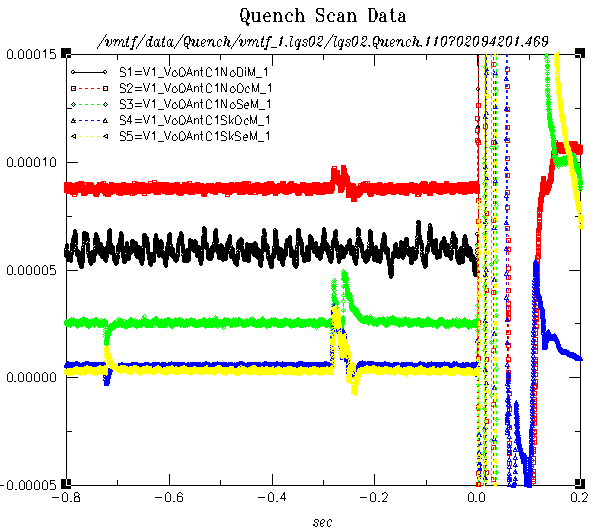 Quench Scan Data
/vmtf/data/Quench/vmtf_1.lqs02/lqs02.Quench.110702094201.469
0.00015
S1=V1_VoQAntC1NoDiM_1
S2=V1_VoQAntC1NoOcM_1
S3=V1_VoQAntC1NoSeM_1
S4=V1_VoQAntC1SkOcM_1
S5=V1_VoQAntC1SkSeM_1
0.00010
0.00005
0.00000
-0.00005
-0.8 -0.6 -0.4 -0.2 0.0 0.2
sec